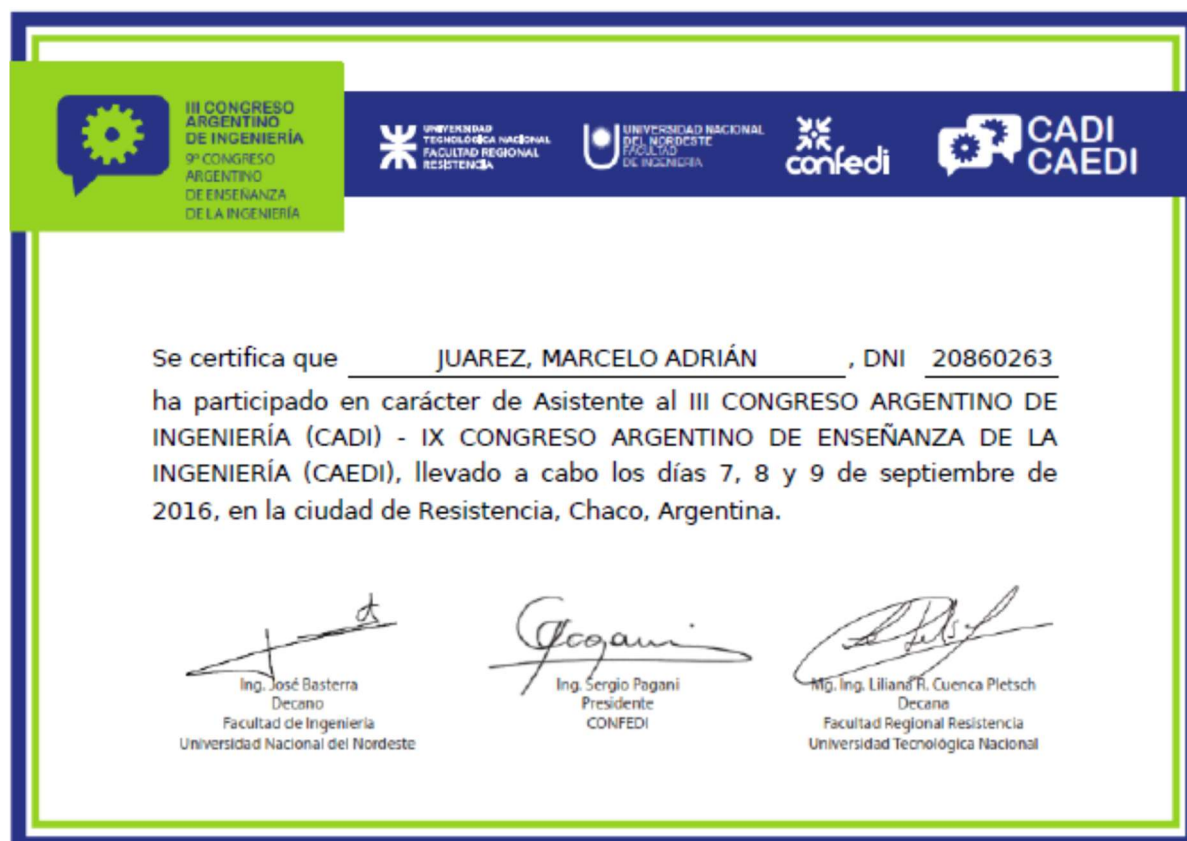 III CONGRESO
ARGENTINO
DE INGENIERÍA
9º CONGRESO
ARGENTINO
DE ENSEÑANZA
DE LA INGENIERÍA
UNIVERSIDAD
TECNOLÓGICA NACIONAL
FACULTAD REGIONAL
RESISTENCIA
UNIVERSIDAD NACIONAL
DEL NORDESTE
FACULTAD
DE INGENIERIA
confedi
CADI
CAEDI
Se certifica que JUAREZ, MARCELO ADRIÁN , DNI 20860263
ha participado en carácter de Asistente al III CONGRESO ARGENTINO DE
INGENIERÍA (CADI) - IX CONGRESO ARGENTINO DE ENSEÑANZA DE LA
INGENIERÍA (CAEDI), llevado a cabo los días 7, 8 y 9 de septiembre de
2016, en la ciudad de Resistencia, Chaco, Argentina.
Ing. José Basterra
Decano
Facultad de Ingeniería
Universidad Nacional del Nordeste
Ing. Sergio Pagani
Presidente
CONFEDI
Mg. Ing. Liliana R. Cuenca Pletsch
Decana
Facultad Regional Resistencia
Universidad Tecnológica Nacional